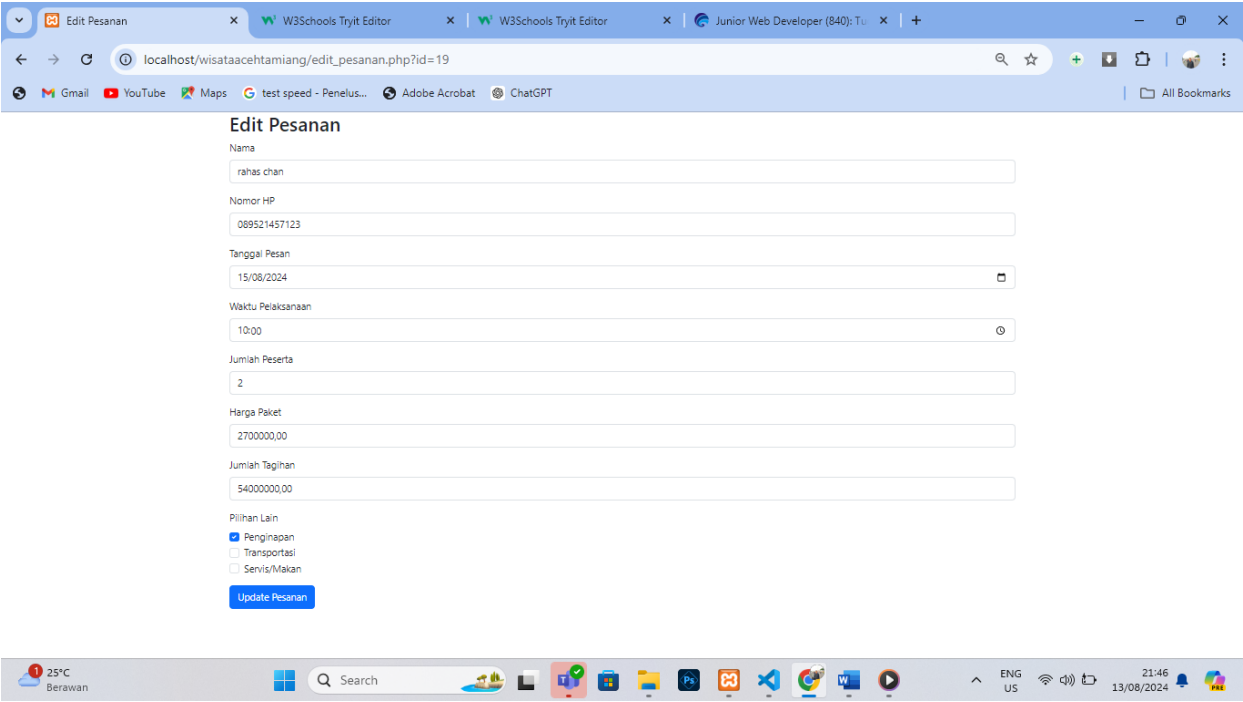 Edit Pesanan
W3Schools Tryit Editor
W3Schools Tryit Editor
Junior Web Developer (840): Tu
localhost/wisataacehtamiang/edit_pesanan.php?id=19
Gmail
YouTube
Maps
test speed - Penelus...
Adobe Acrobat
ChatGPT
All Bookmarks
Edit Pesanan
Nama
rahas chan
Nomor HP
089521457123
Tanggal Pesan
15/08/2024
Waktu Pelaksanaan
10:00
Jumlah Peserta
2
Harga Paket
2700000,00
Jumlah Tagihan
54000000,00
Pilihan Lain
Penginapan
Transportasi
Servis/Makan
Update Pesanan
1
25°C
Berawan
Search
Ps
W
PRE
ENG
US
21:46
13/08/2024